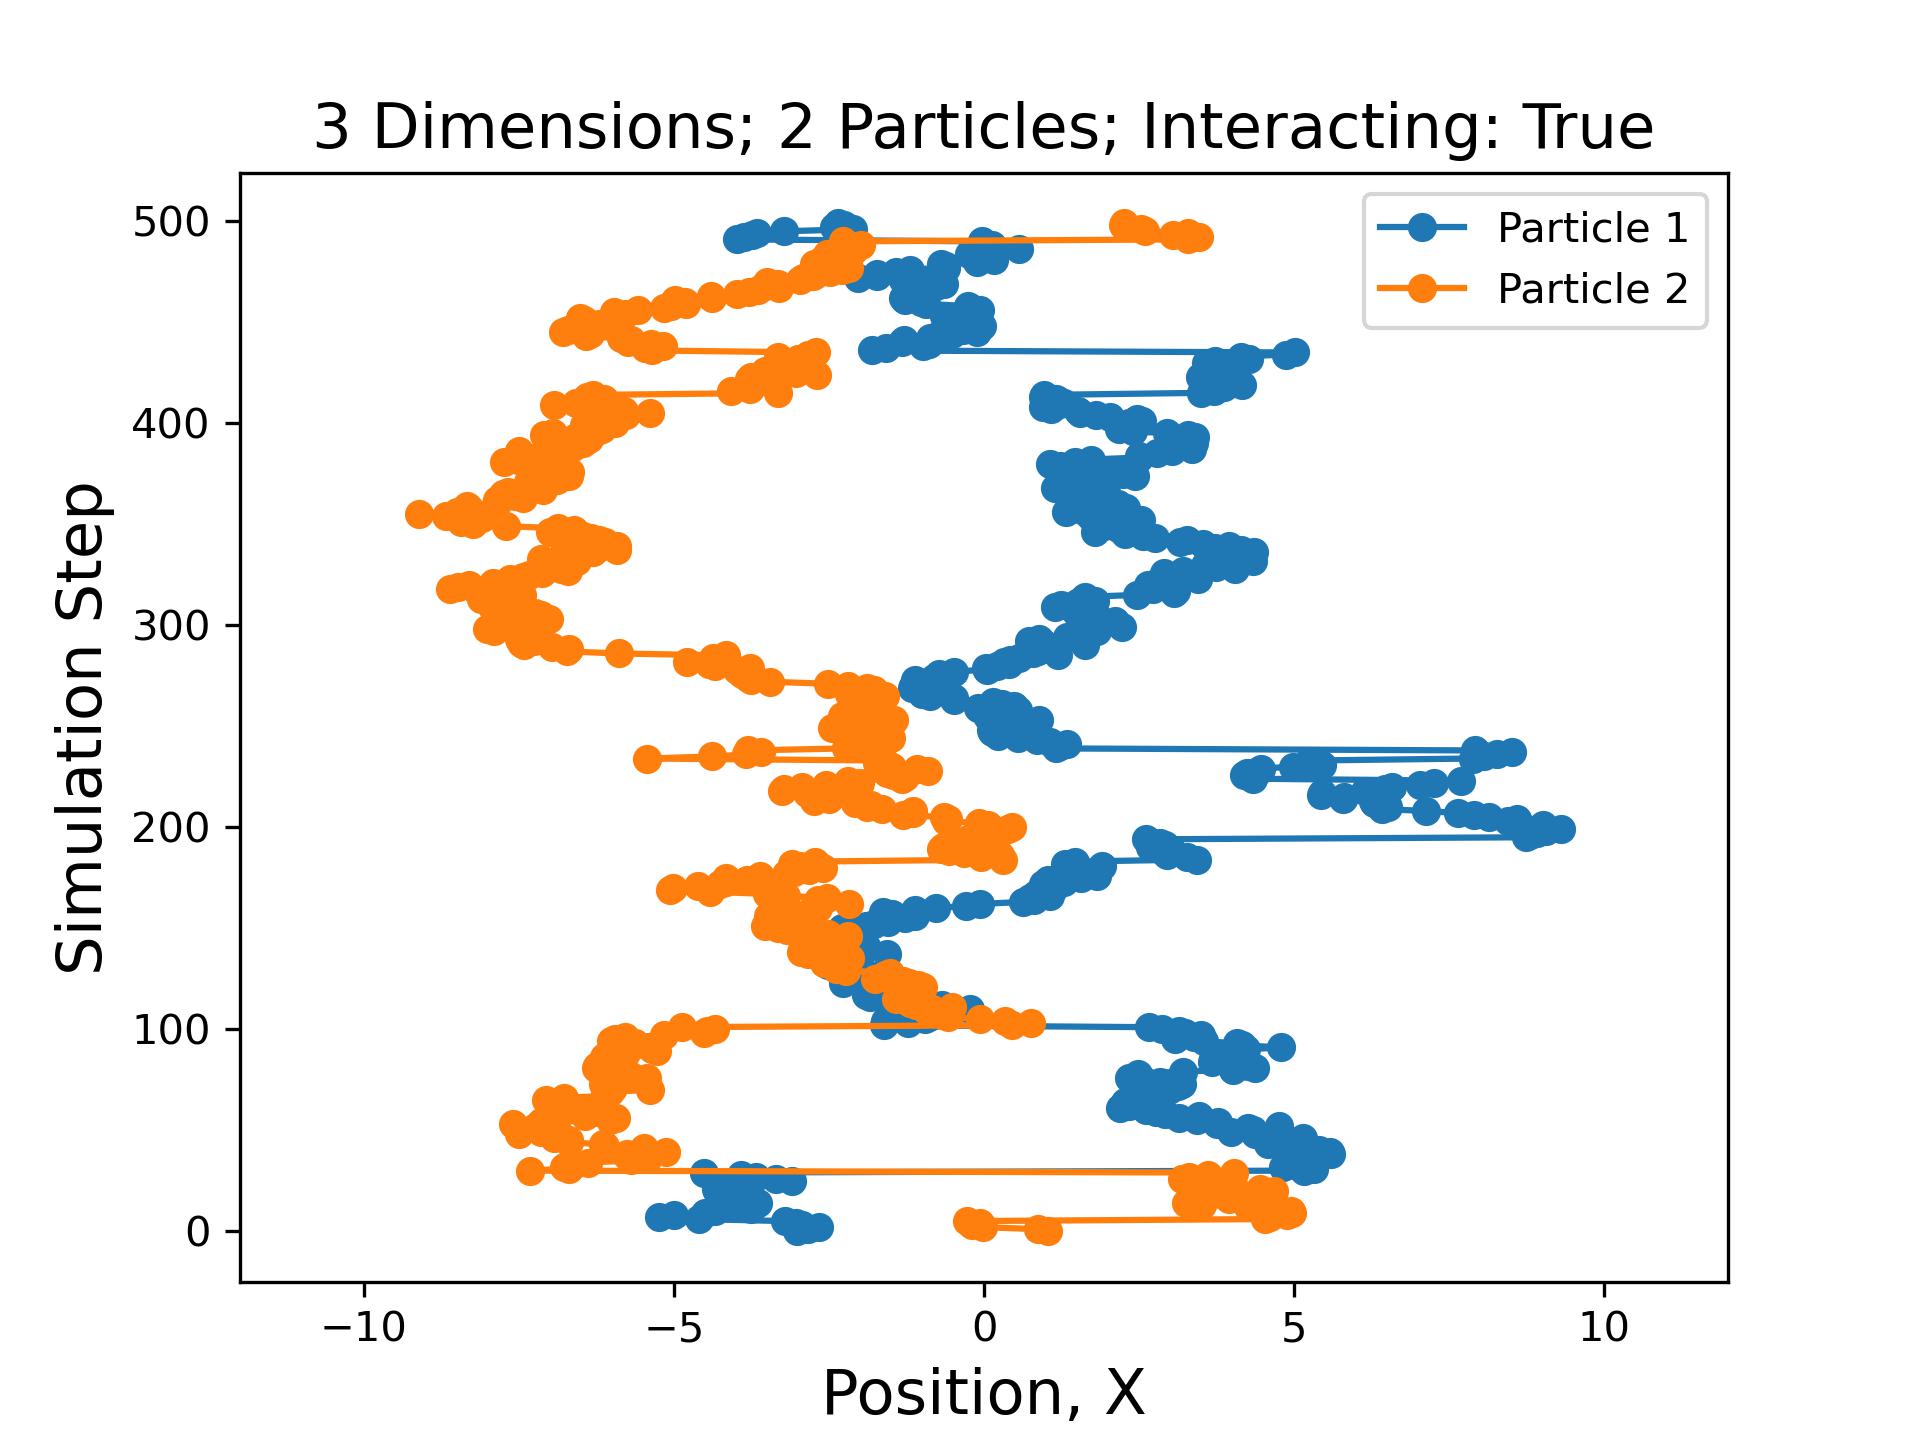 3 Dimensions; 2 Particles; Interacting: True
Particle 1
Particle 2
Simulation Step
500
400
300
200
100
0
−10
−5
0
5
10
Position, X